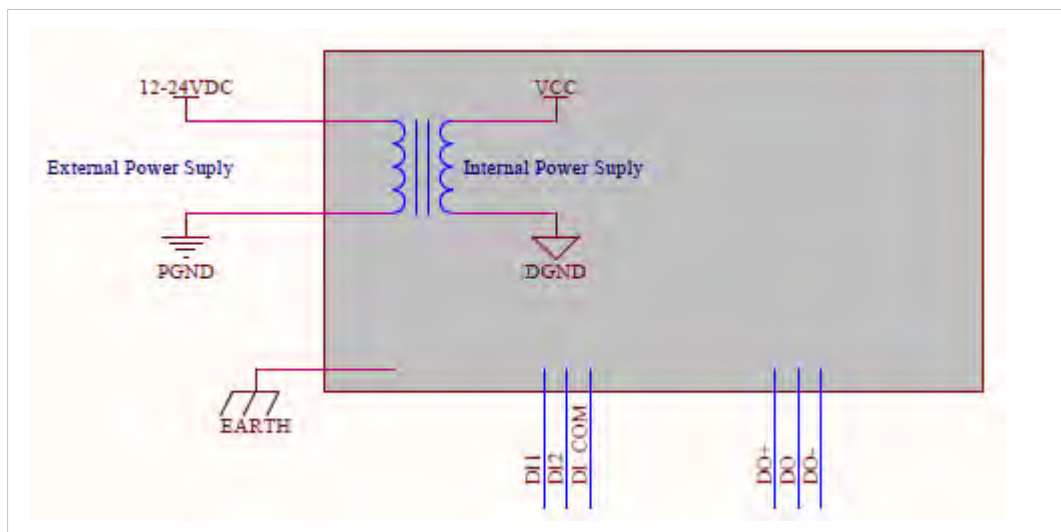 12-24VDC
VCC
External Power Suply
Internal Power Suply
PGND
DGND
EARTH
DI1
DI2
DI_COM
DO+
DO
DO-